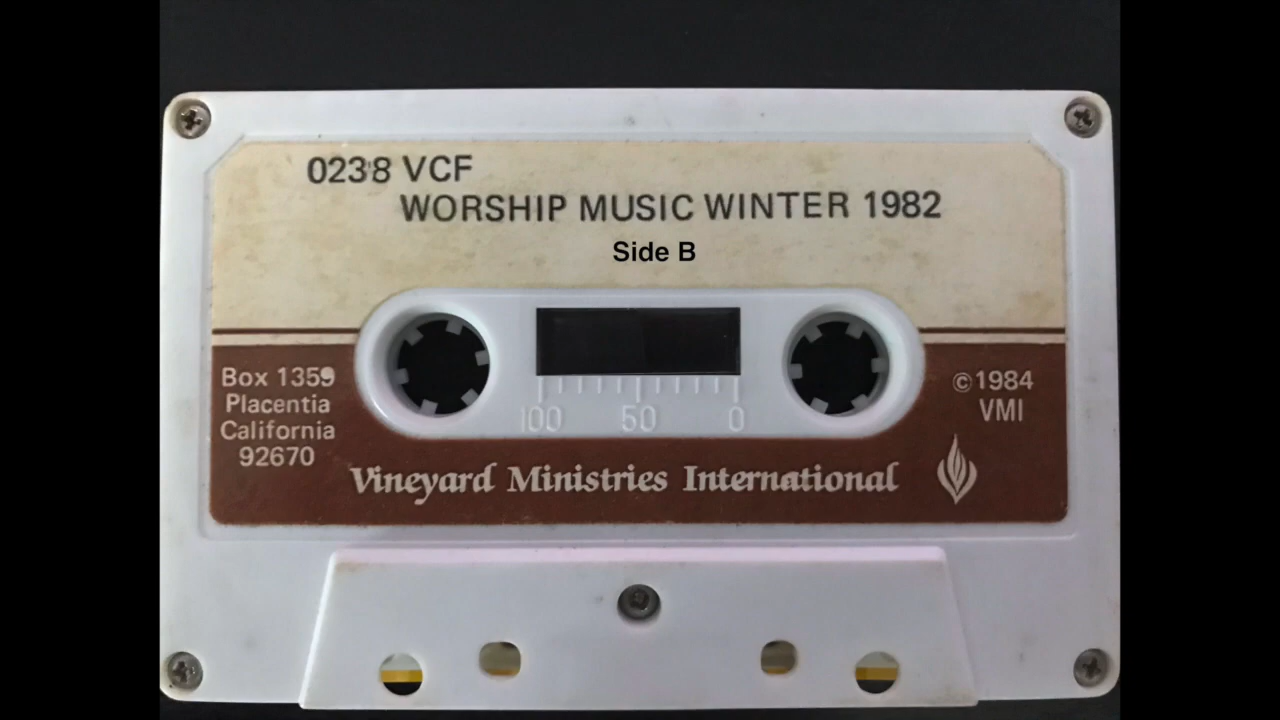 0238 VCF
WORSHIP MUSIC WINTER 1982
Side B
100 50 0
Box 1359
Placentia
California
92670
©1984
VMI
Vineyard Ministries International